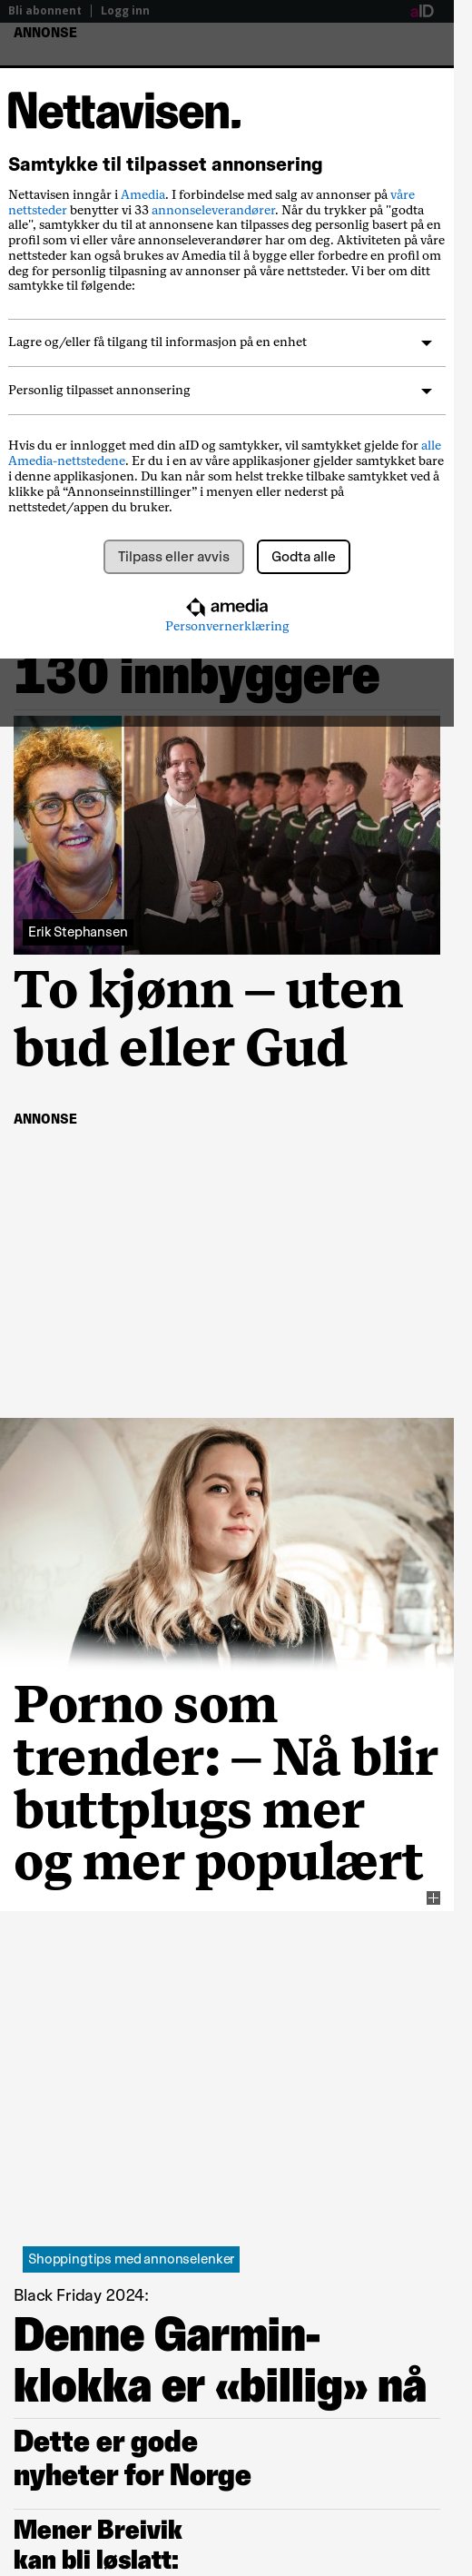 Bli abonnent
Logg inn
aID
ANNONSE
Nettavisen.
Samtykke til tilpasset annonsering
Nettavisen inngår i Amedia. I forbindelse med salg av annonser på våre
nettsteder benytter vi 33 annonseleverandører. Når du trykker på "godta
alle", samtykker du til at annonsene kan tilpasses deg personlig basert på en
profil som vi eller våre annonseleverandører har om deg. Aktiviteten på våre
nettsteder kan også brukes av Amedia til å bygge eller forbedre en profil om
deg for personlig tilpasning av annonser på våre nettsteder. Vi ber om ditt
samtykke til følgende:
Lagre og/eller få tilgang til informasjon på en enhet
Personlig tilpasset annonsering
Hvis du er innlogget med din aID og samtykker, vil samtykket gjelde for alle
Amedia-nettstedene. Er du i en av våre applikasjoner gjelder samtykket bare
i denne applikasjonen. Du kan når som helst trekke tilbake samtykket ved å
klikke på “Annonseinnstillinger” i menyen eller nederst på
nettstedet/appen du bruker.
Tilpass eller avvis
Godta alle
amedia
Personvernerklæring
130 innbyggere
Erik Stephansen
To kjønn – uten
bud eller Gud
ANNONSE
Porno som
trender: – Nå blir
buttplugs mer
og mer populært
Shoppingtips med annonselenker
Black Friday 2024:
Denne Garmin-
klokka er «billig» nå
Dette er gode
nyheter for Norge
Mener Breivik
kan bli løslatt: